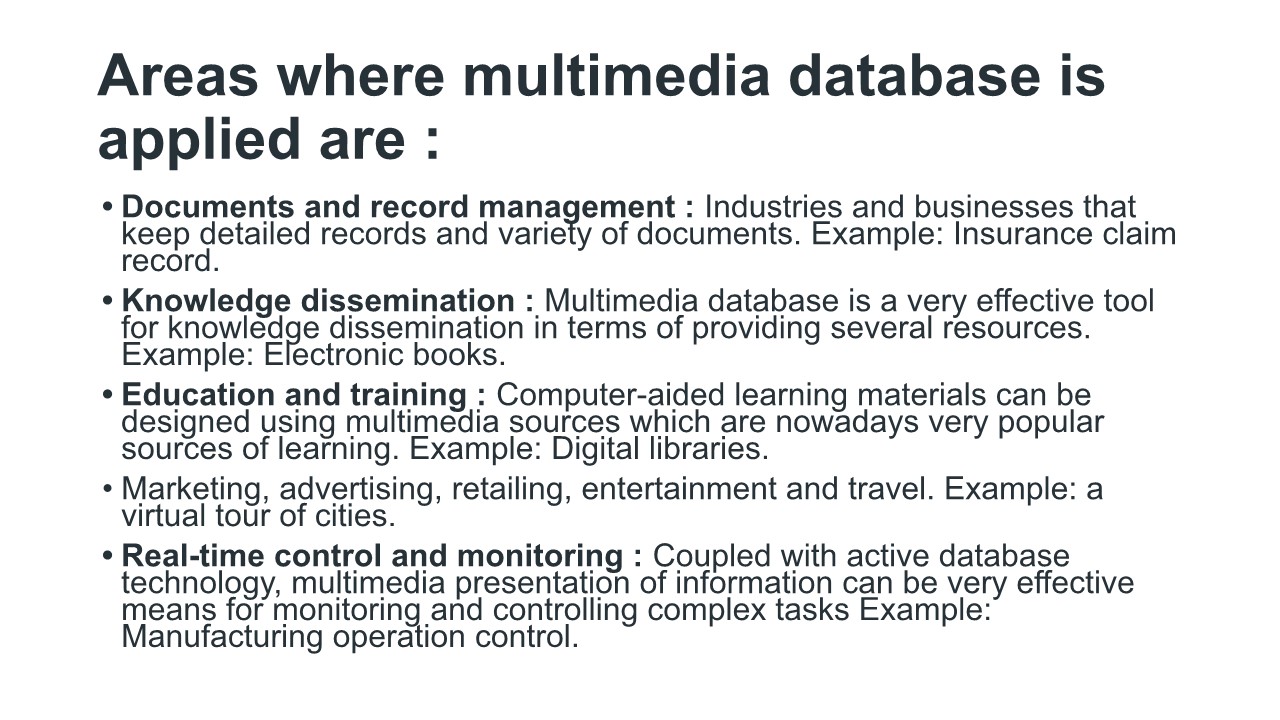 Areas where multimedia database is
applied are :
• Documents and record management : Industries and businesses that
keep detailed records and variety of documents. Example: Insurance claim
record.
• Knowledge dissemination : Multimedia database is a very effective tool
for knowledge dissemination in terms of providing several resources.
Example: Electronic books.
• Education and training : Computer-aided learning materials can be
designed using multimedia sources which are nowadays very popular
sources of learning. Example: Digital libraries.
• Marketing, advertising, retailing, entertainment and travel. Example: a
virtual tour of cities.
• Real-time control and monitoring : Coupled with active database
technology, multimedia presentation of information can be very effective
means for monitoring and controlling complex tasks Example:
Manufacturing operation control.